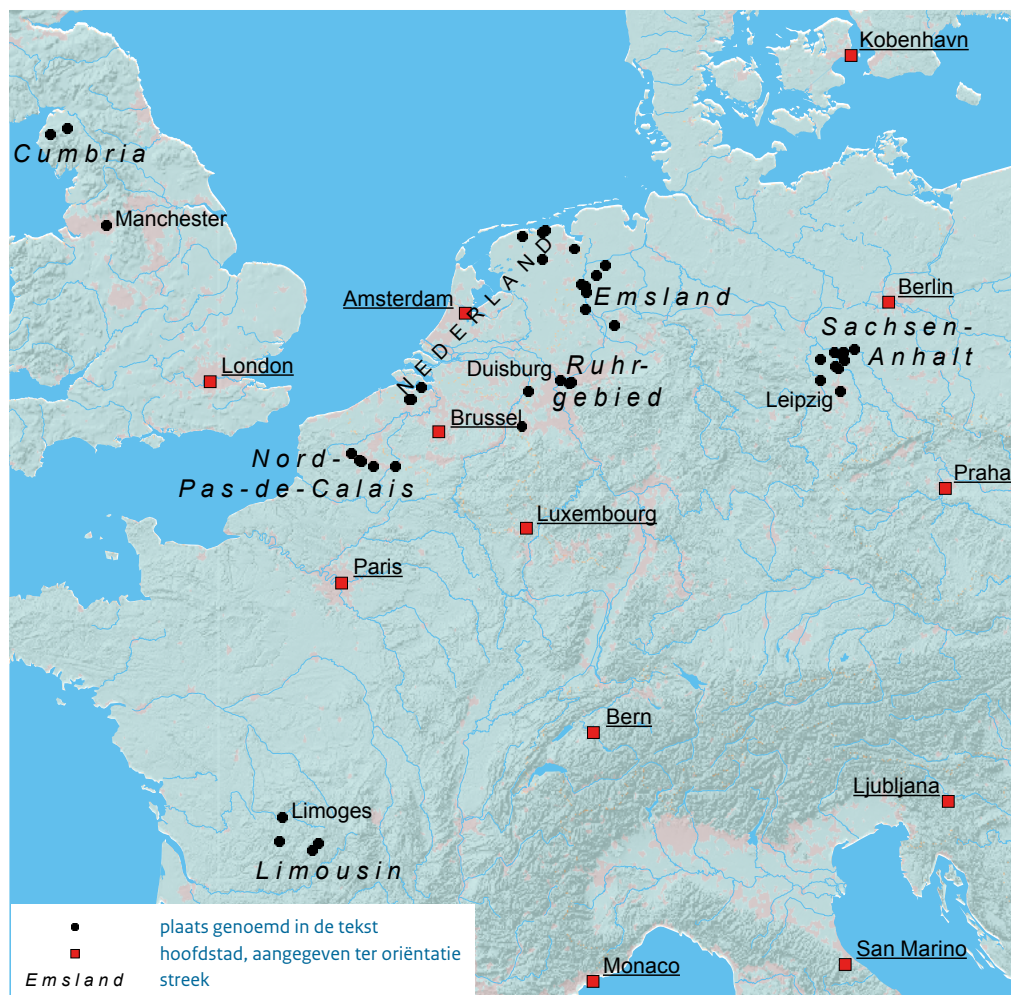 Kobenhavn
Cumbria
Manchester
NEDERLAND
Amsterdam
Emsland
Berlin
Sachsen-
Anhalt
London
Duisburg
Ruhr-
gebied
Leipzig
Brussel
Nord-
Pas-de-Calais
Praha
Luxembourg
Paris
Bern
Ljubljana
Limoges
Limousin
San Marino
Monaco
plaats genoemd in de tekst
hoofdstad, aangegeven ter oriëntatie
Emsland streek